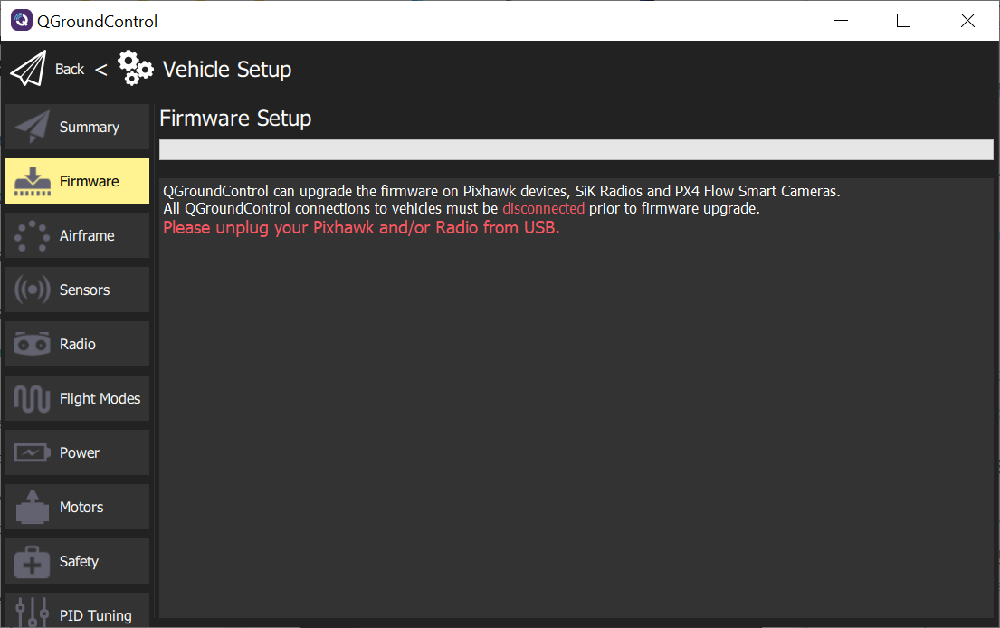 QGroundControl
Back < Vehicle Setup
Summary
Firmware
Airframe
Sensors
Radio
Flight Modes
Power
Motors
Safety
PID Tuning
Firmware Setup
QGroundControl can upgrade the firmware on Pixhawk devices, SiK Radios and PX4 Flow Smart Cameras.
All QGroundControl connections to vehicles must be disconnected prior to firmware upgrade.
Please unplug your Pixhawk and/or Radio from USB.